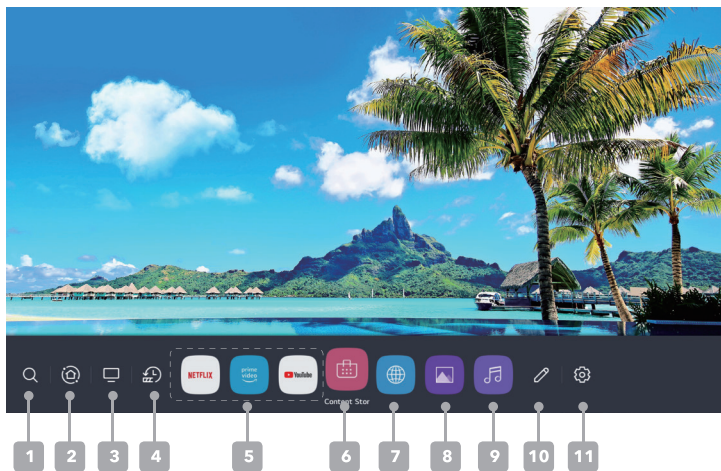 NETFLIX
prime
video
YouTube
Content Stor
1 2 3 4 5 6 7 8 9 10 11